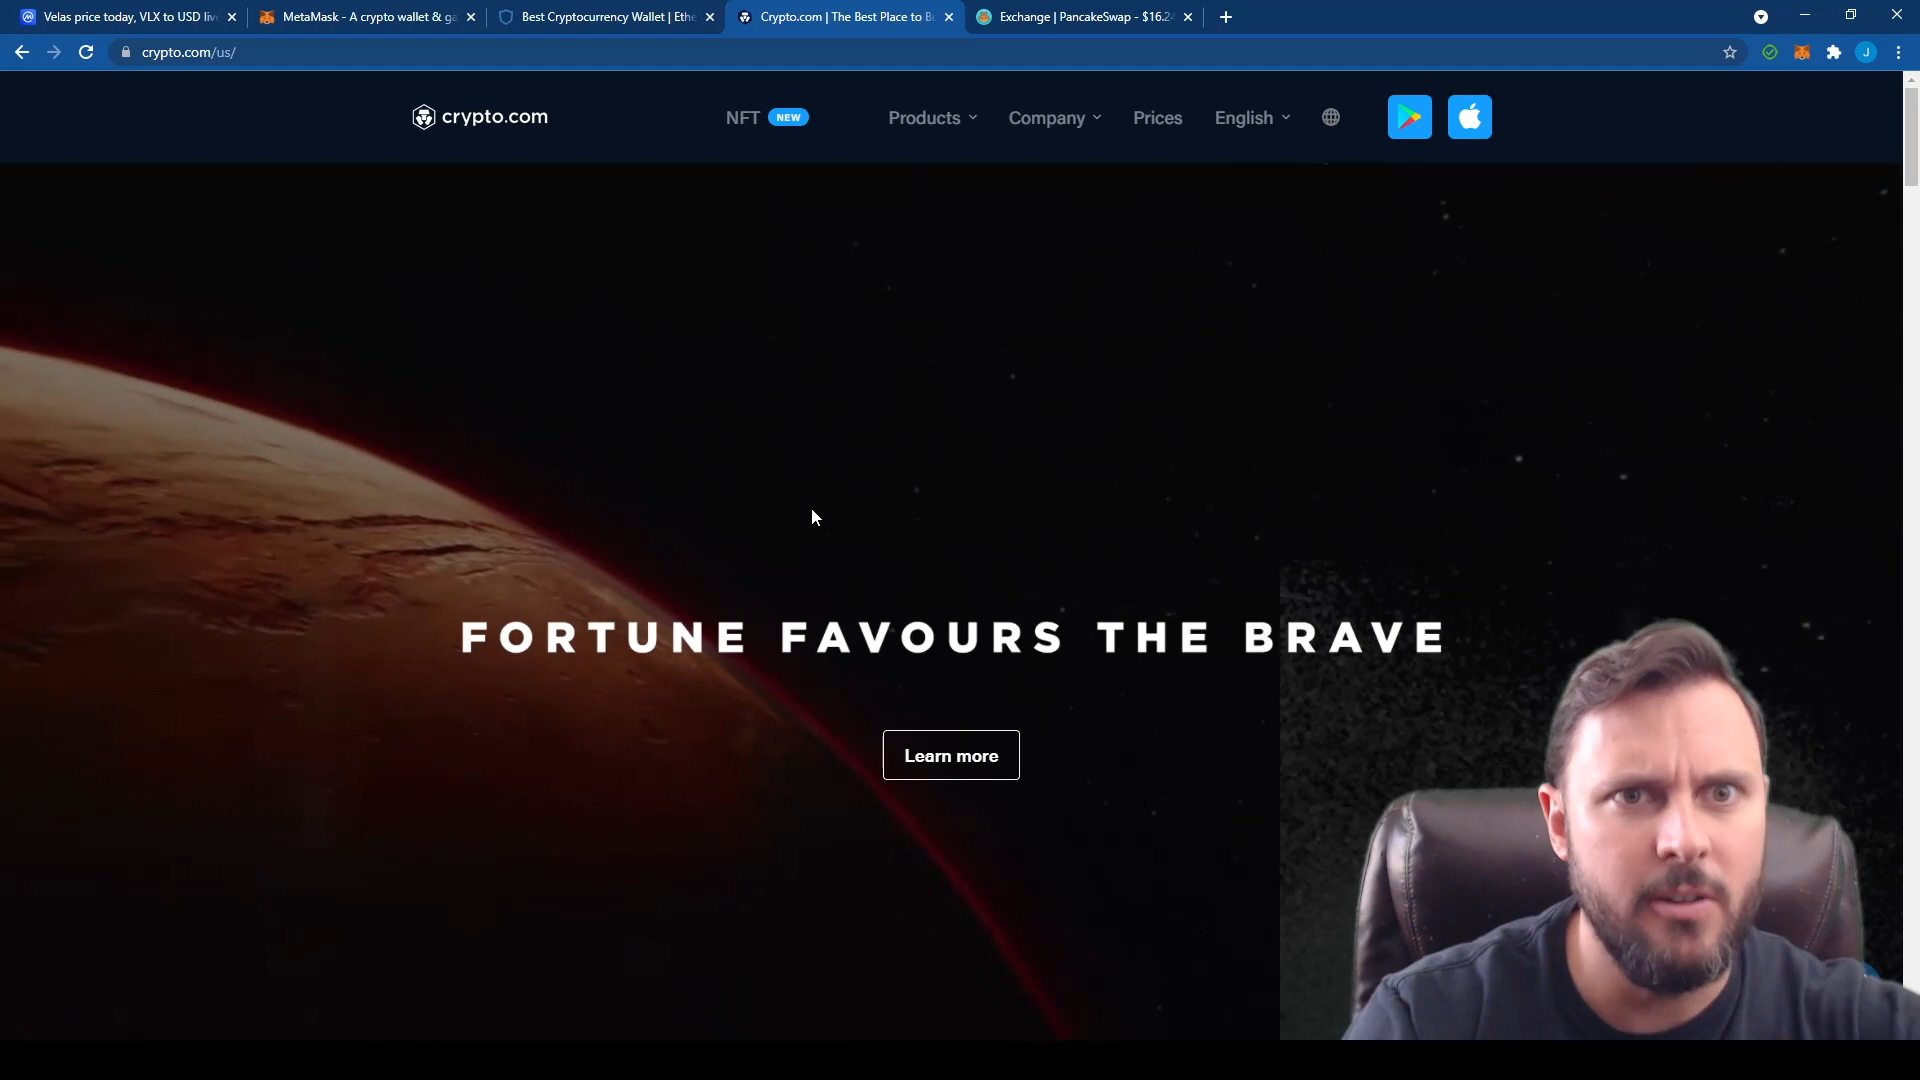 Velas price today, VLX to USD liv
MetaMask - A crypto wallet & ga
Best Cryptocurrency Wallet | Ethe
Crypto.com | The Best Place to B
Exchange | PancakeSwap - $16.2
crypto.com/us/
J
crypto.com
NFT NEW
Products
Company
Prices
English
FORTUNE FAVOURS THE BRAVE
Learn more